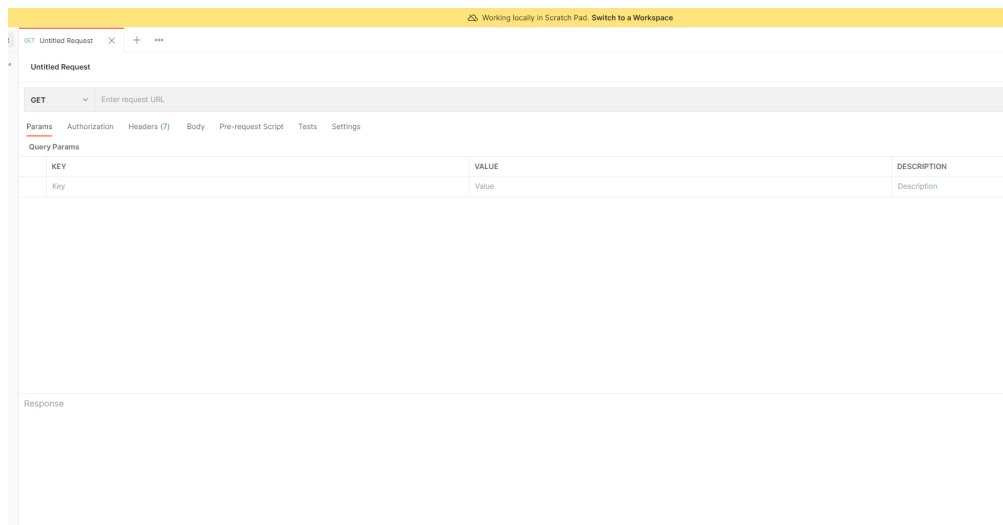 Working locally in Scratch Pad. Switch to a Workspace
GET Untitled Request
Untitled Request
GET Enter request URL
Params Authorization Headers (7) Body Pre-request Script Tests Settings
Query Params
KEY VALUE DESCRIPTION
Key Value Description
Response